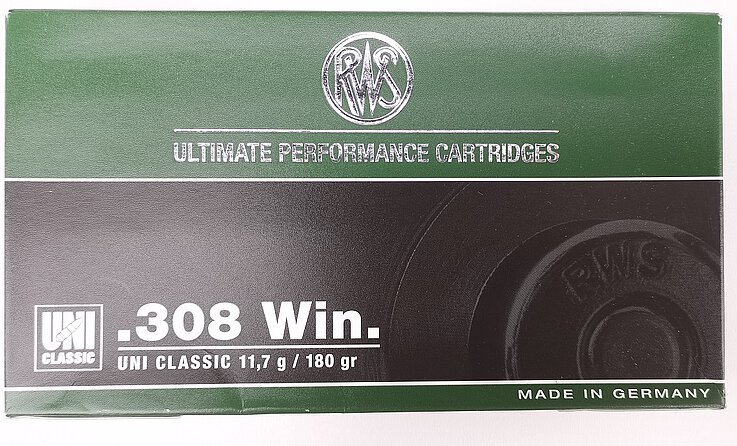 RWS
ULTIMATE PERFORMANCE CARTRIDGES
RWS
UNI
CLASSIC
.308 Win.
UNI CLASSIC 11,7 g / 180 gr
MADE IN GERMANY